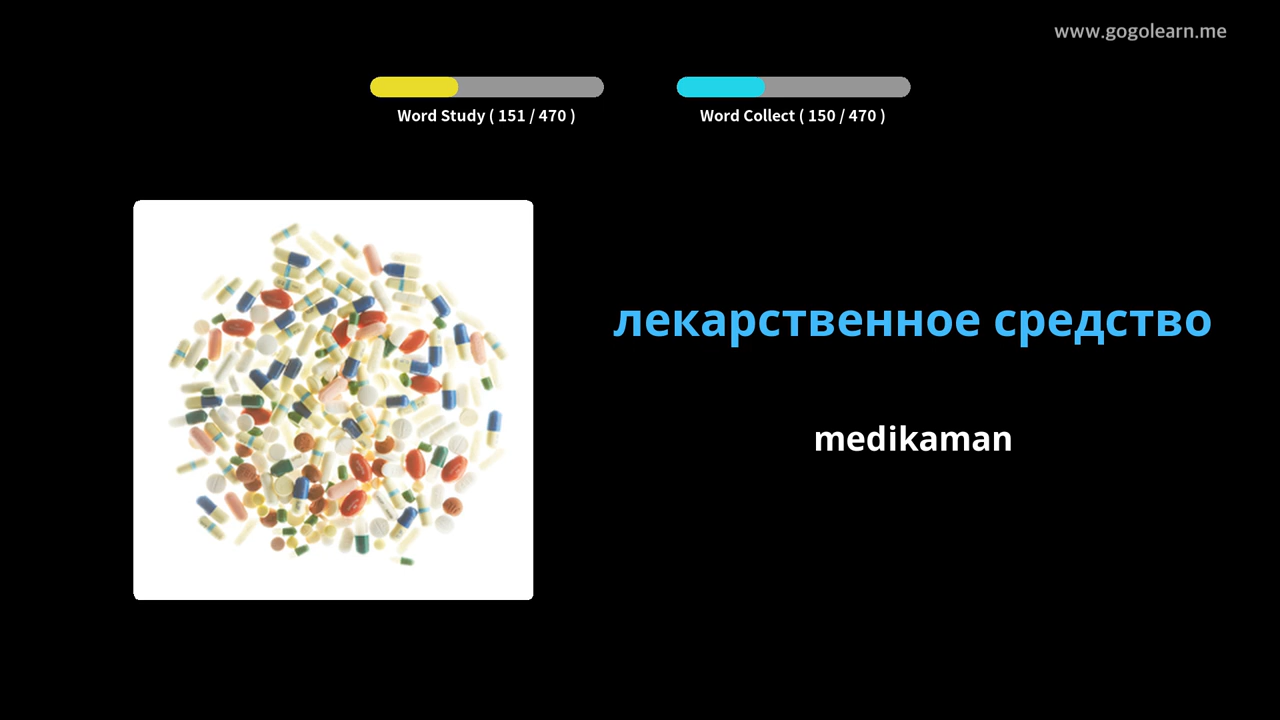 www.gogolearn.me
Word Study ( 151 / 470 )
Word Collect ( 150 / 470 )
лекарственное средство
medikaman